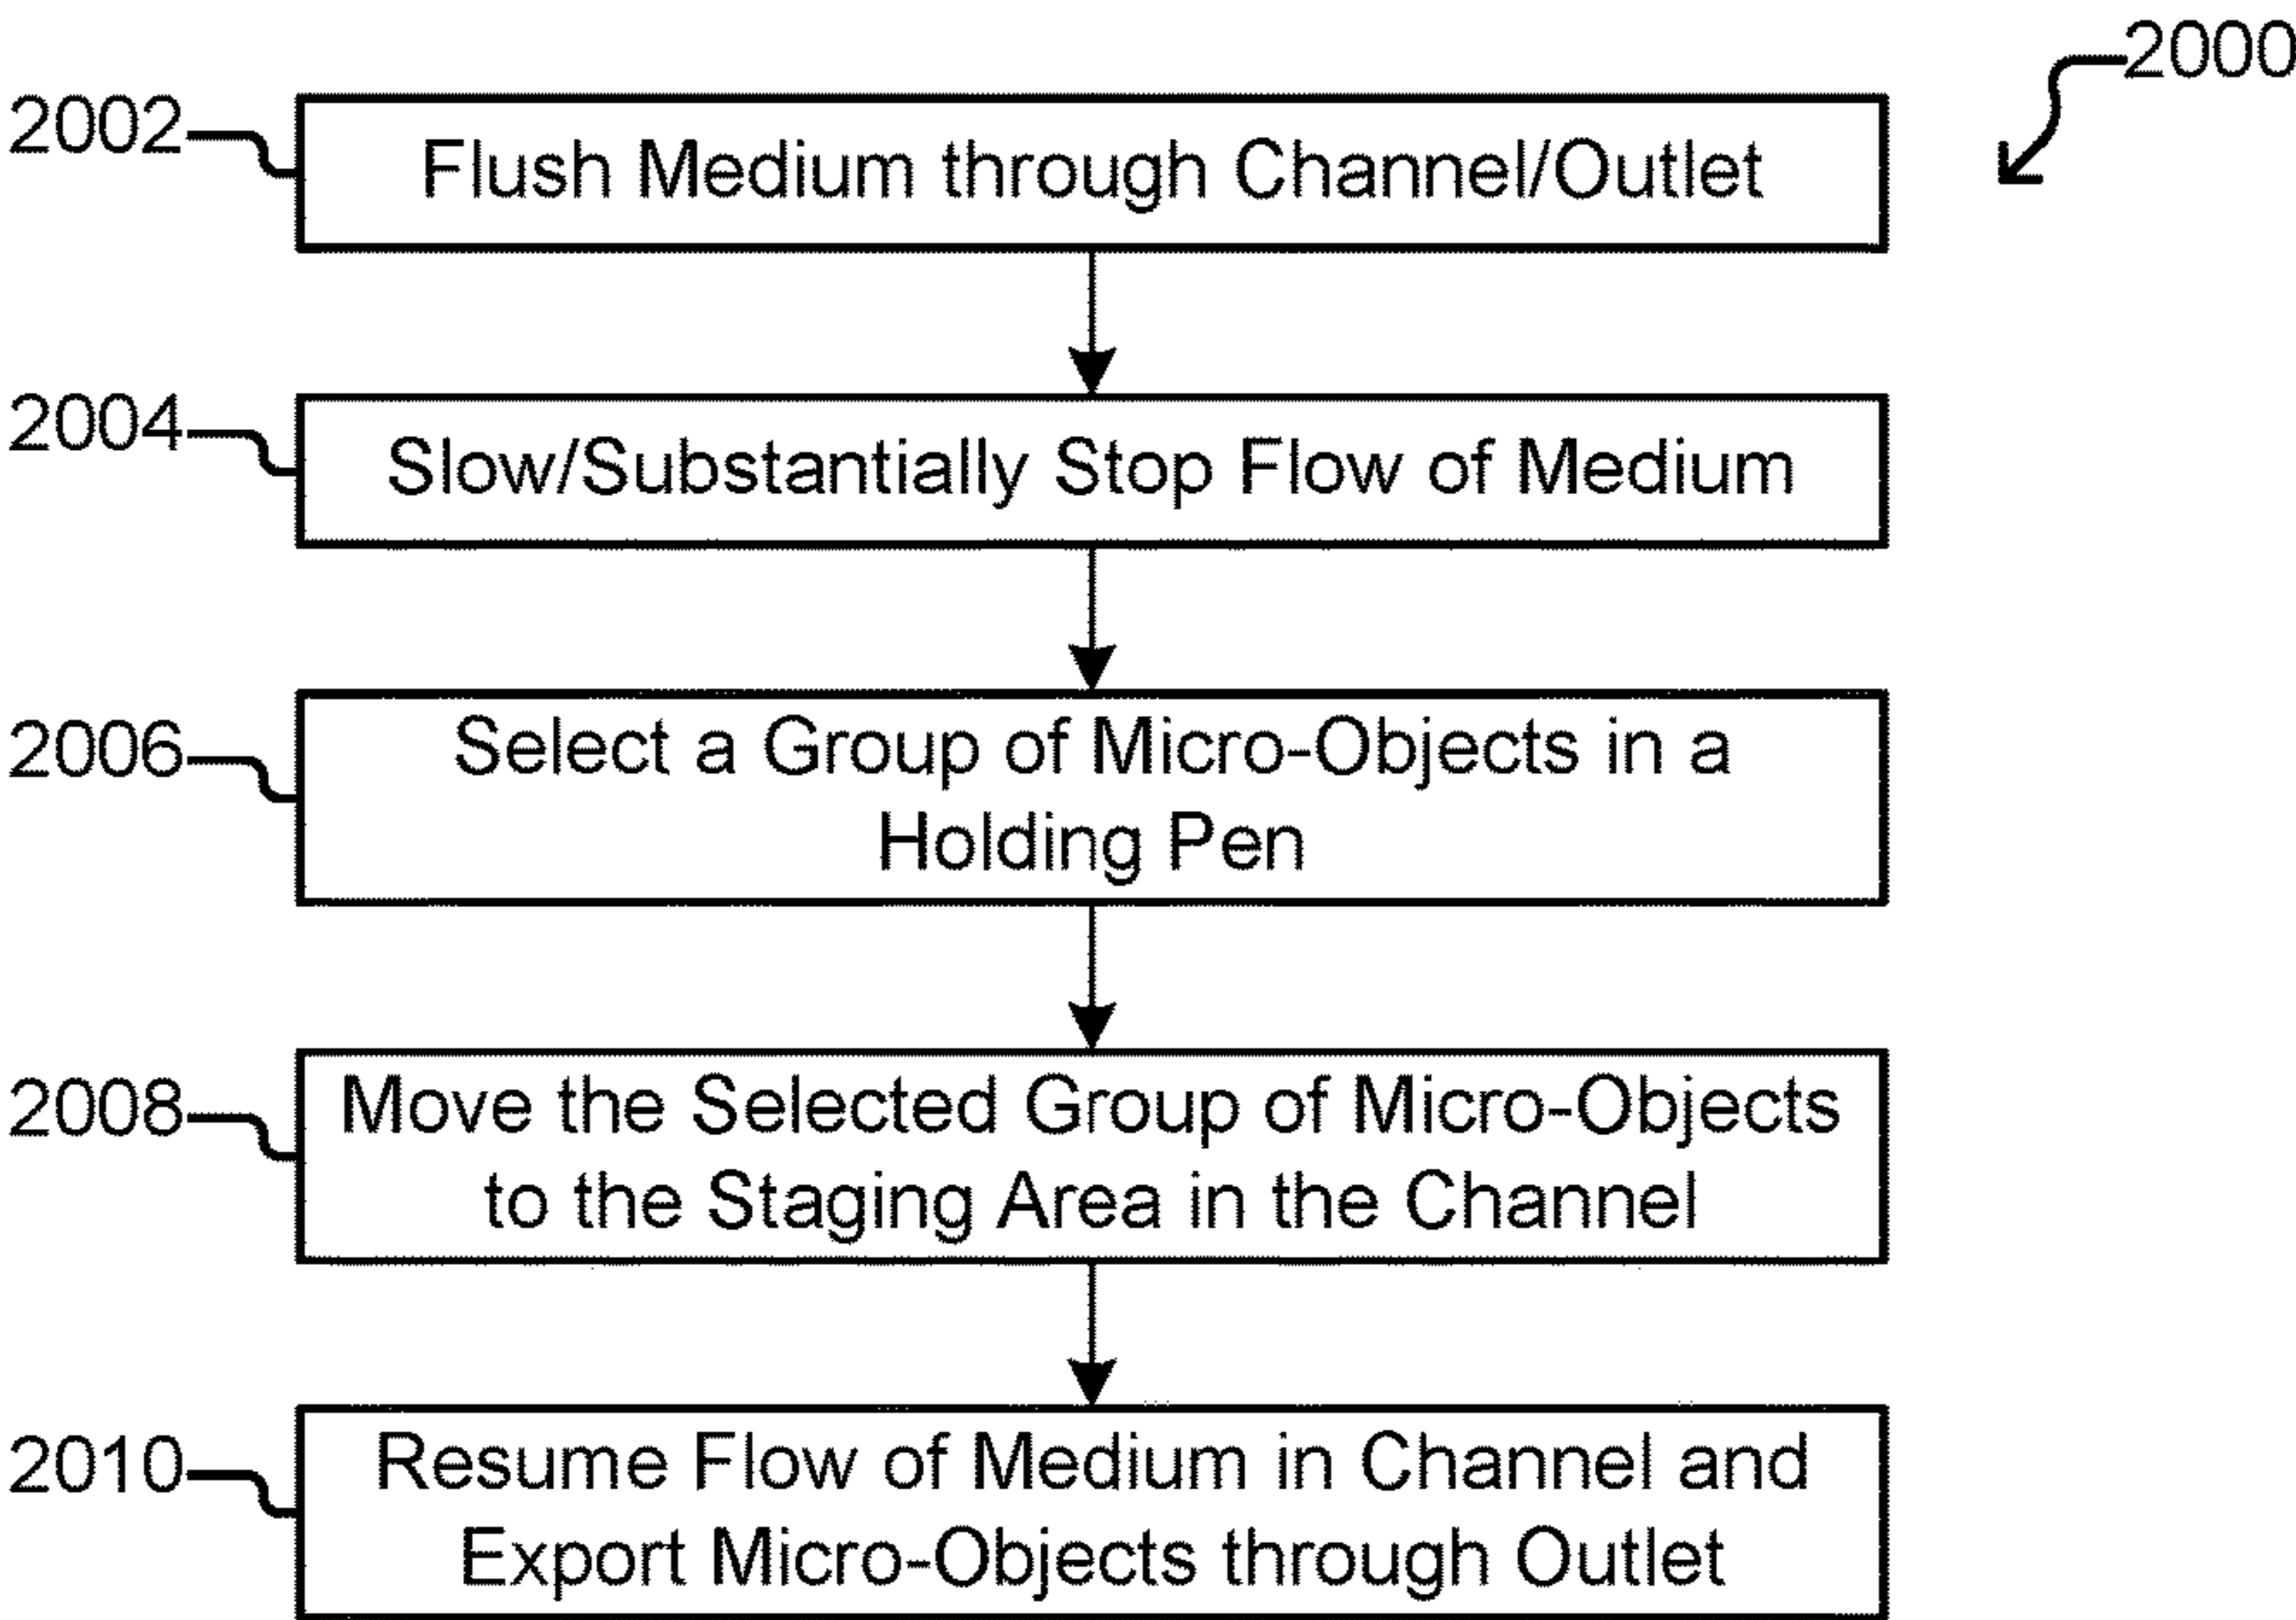 2000
2002
Flush Medium through Channel/Outlet
2004
Slow/Substantially Stop Flow of Medium
2006
Select a Group of Micro-Objects in a
Holding Pen
2008
Move the Selected Group of Micro-Objects
to the Staging Area in the Channel
2010
Resume Flow of Medium in Channel and
Export Micro-Objects through Outlet